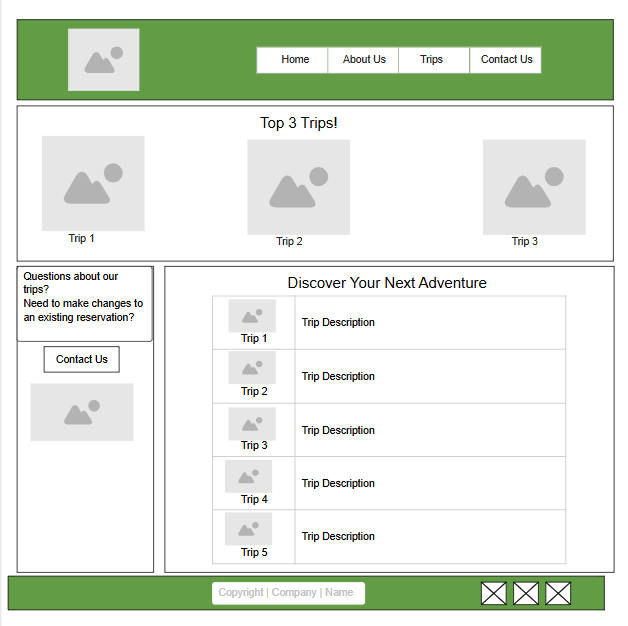 Home About Us Trips Contact Us
Top 3 Trips!
Trip 1
Trip 2
Trip 3
Questions about our
trips?
Need to make changes to
an existing reservation?
Contact Us
Discover Your Next Adventure
Trip 1
Trip Description
Trip 2
Trip Description
Trip 3
Trip Description
Trip 4
Trip Description
Trip 5
Trip Description
Copyright | Company | Name